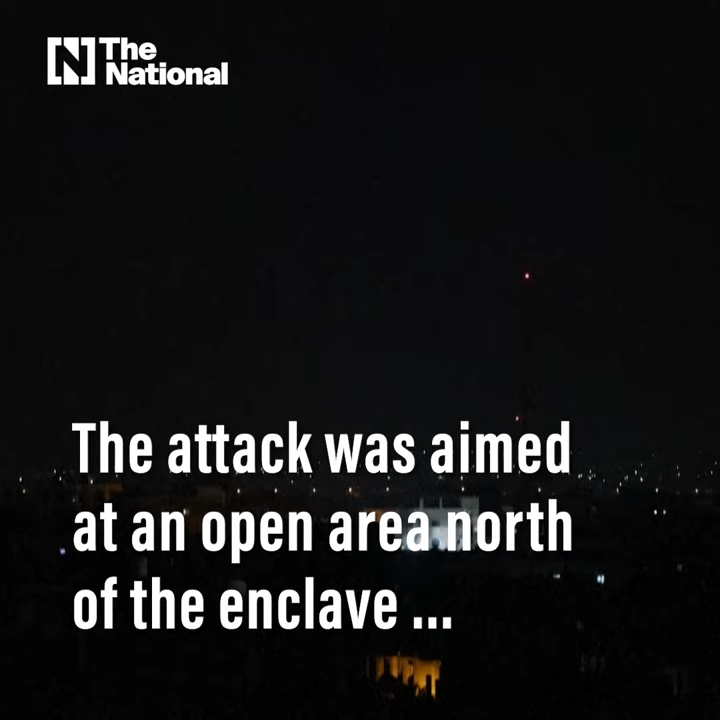 The
National
The attack was aimed
at an open area north
of the enclave ...